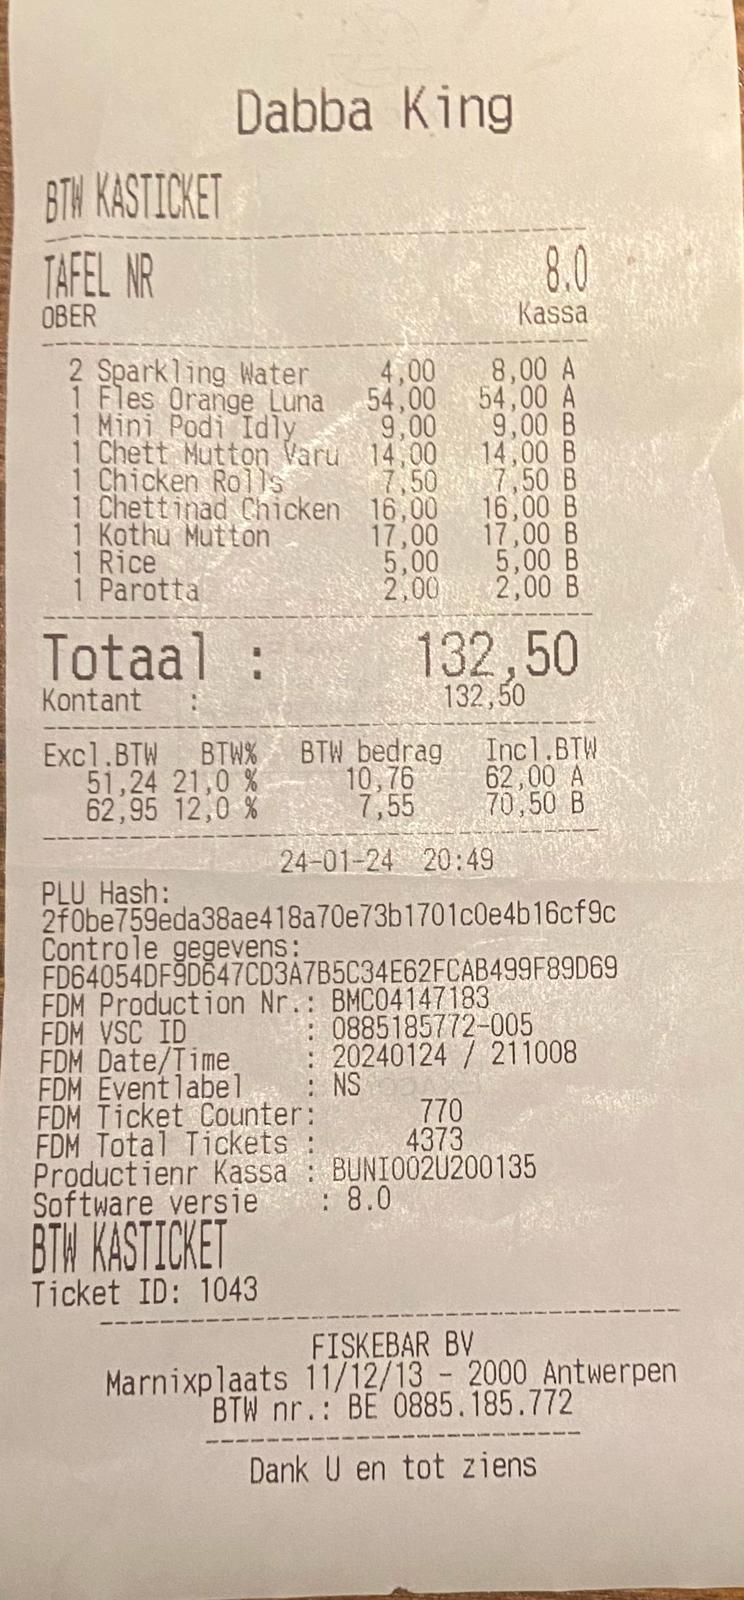 Dabba King
BTW KASTICKET
TAFEL NR 8.0
OBER Kassa
2 Sparkling Water 4,00 8,00 A
1 Fles Orange Luna 54,00 54,00 A
1 Mini Podi Idly 9,00 9,00 B
1 Chett Mutton Varu 14,00 14,00 B
1 Chicken Rolls 7,50 7,50 B
1 Chettinad Chicken 16,00 16,00 B
1 Kothu Mutton 17,00 17,00 B
1 Rice 5,00 5,00 B
1 Parotta 2,00 2,00 B
Totaal : 132,50
Kontant : 132,50
Excl.BTW BTW% BTW bedrag Incl.BTW
51,24 21,0 % 10,76 62,00 A
62,95 12,0 % 7,55 70,50 B
24-01-24 20:49
PLU Hash:
2f0be759eda38ae418a70e73b1701c0e4b16cf9c
Controle gegevens:
FD64054DF9D647CD3A7B5C34E62FCAB499F89D69
FDM Production Nr.: BMC04147183
FDM VSC ID : 0885185772-005
FDM Date/Time : 20240124 / 211008
FDM Eventlabel : NS
FDM Ticket Counter: 770
FDM Total Tickets : 4373
Productienr Kassa : BUNI002U200135
Software versie : 8.0
BTW KASTICKET
Ticket ID: 1043
FISKEBAR BV
Marnixplaats 11/12/13 - 2000 Antwerpen
BTW nr.: BE 0885.185.772
Dank U en tot ziens